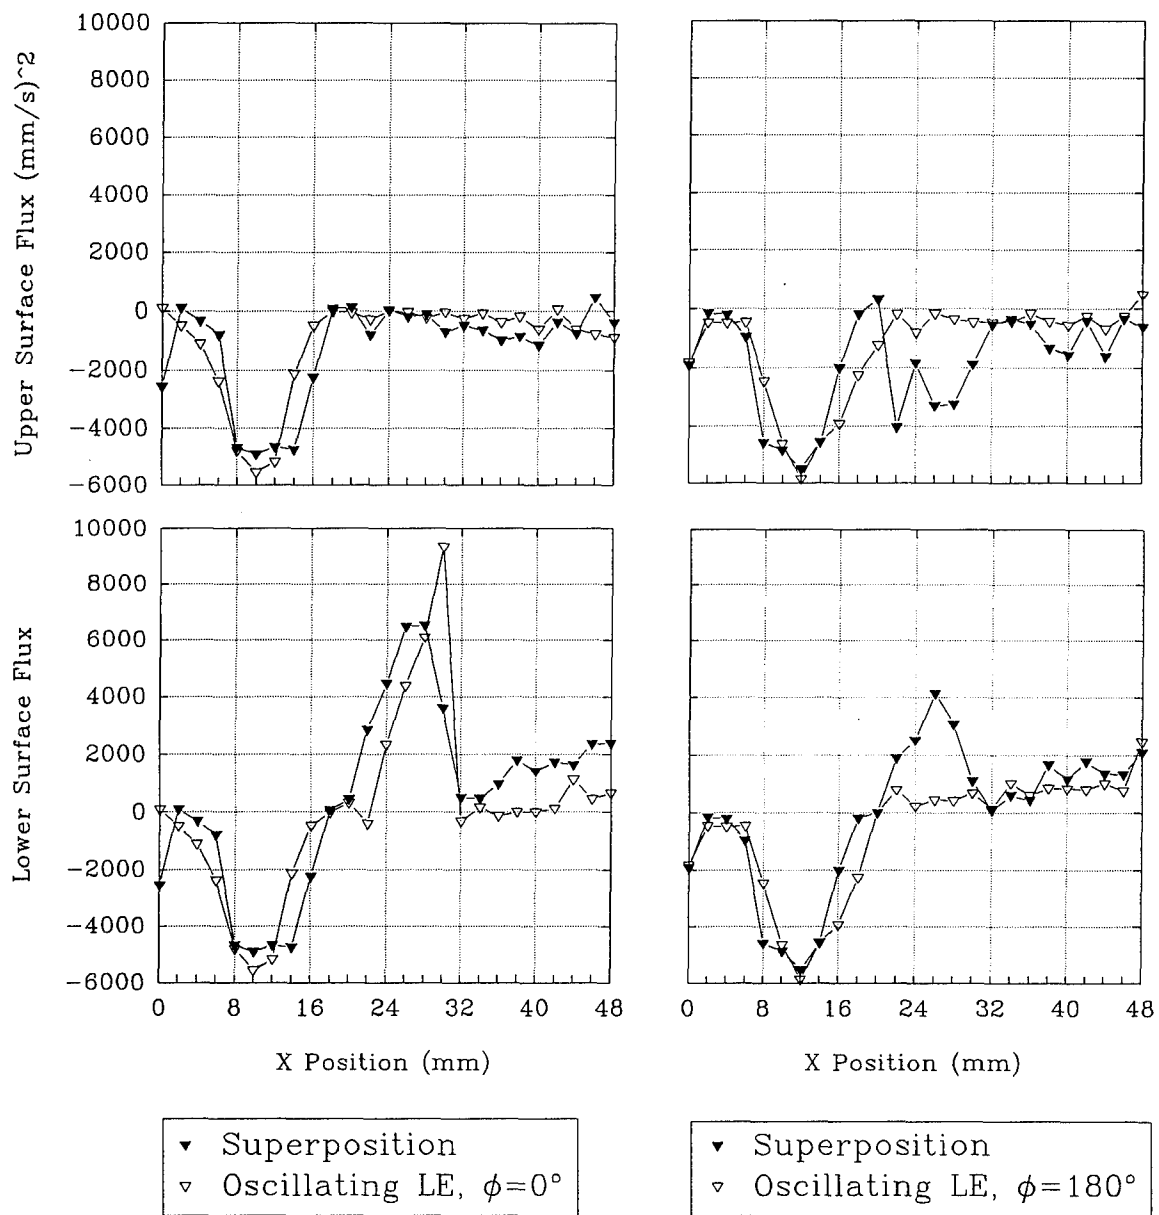 Upper Surface Flux (mm/s)^2
10000
8000
6000
4000
2000
0
−2000
−4000
−6000
Lower Surface Flux
10000
8000
6000
4000
2000
0
−2000
−4000
−6000
0 8 16 24 32 40 48
0 8 16 24 32 40 48
X Position (mm)
X Position (mm)
Superposition
Oscillating LE, ϕ=0°
Superposition
Oscillating LE, ϕ=180°